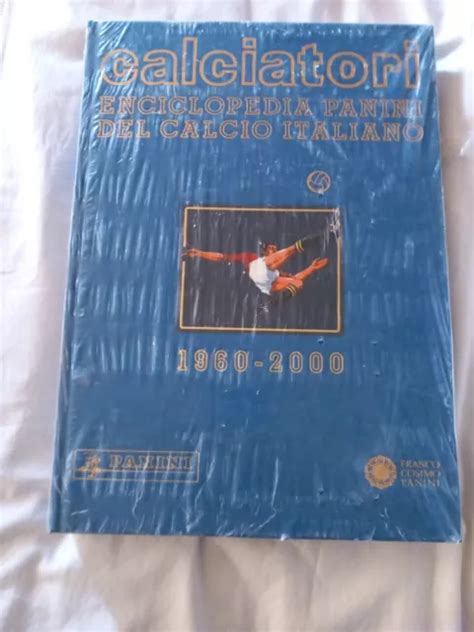 calciatori
ENCICLOPEDIA PANINI
DEL CALCIO ITALIANO
1960-2000
PANINI
FRANCO
COSIMO
PANINI